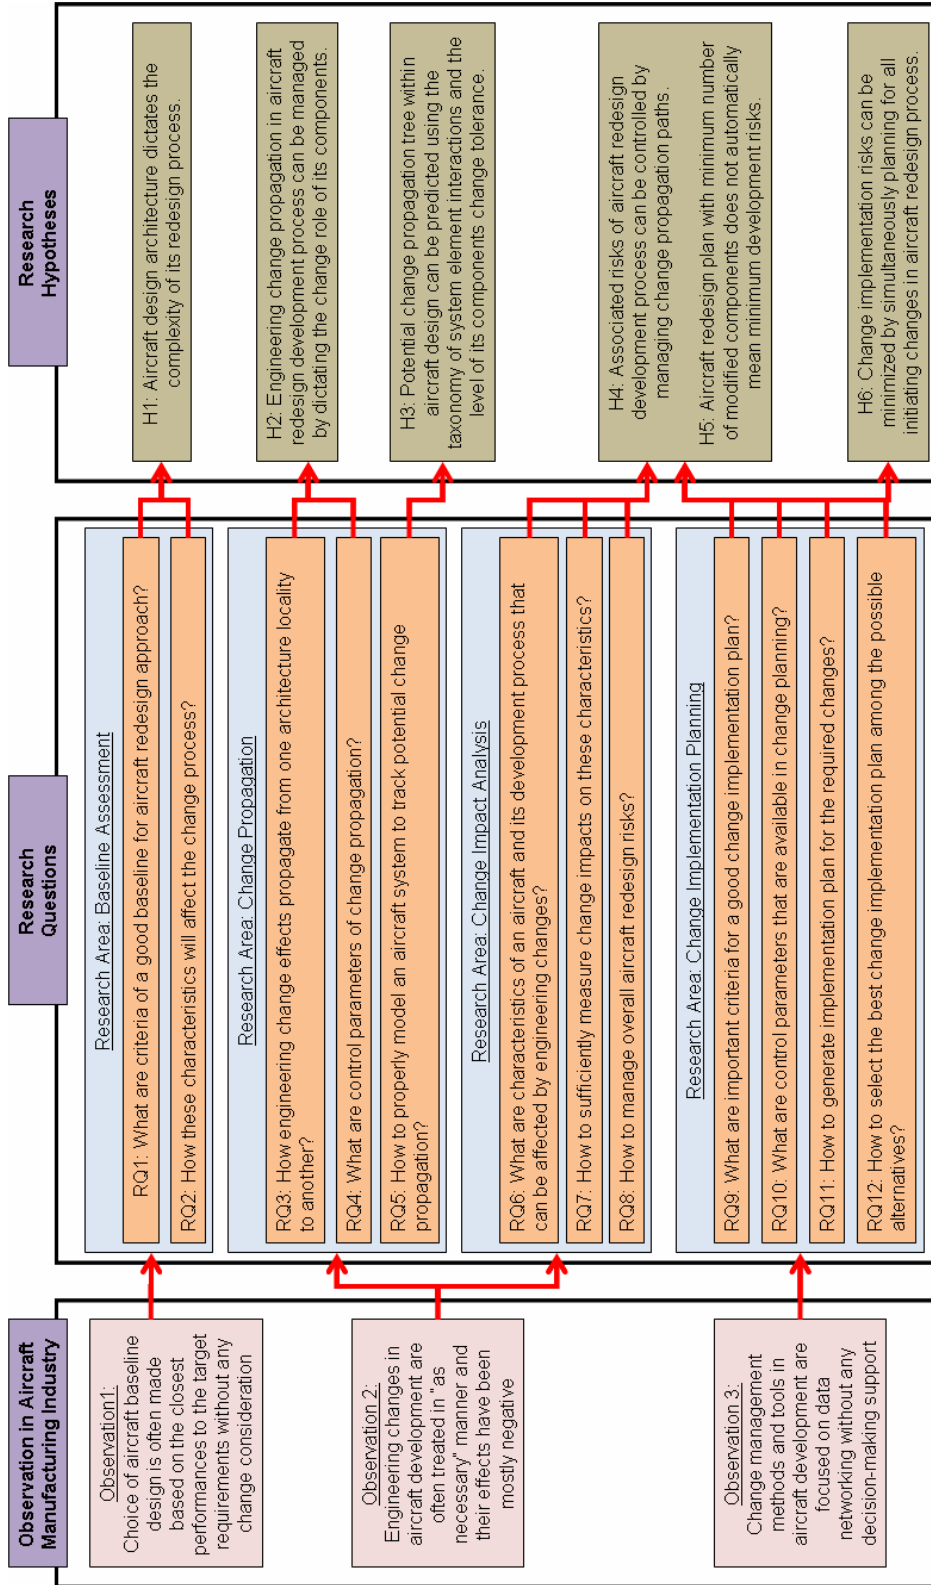 Observation in Aircraft
Manufacturing Industry
Observation1:
Choice of aircraft baseline
design is often made
based on the closest
performances to the target
requirements without any
change consideration
Observation 2:
Engineering changes in
aircraft development are
often treated in "as
necessary" manner and
their effects have been
mostly negative
Observation 3:
Change management
methods and tools in
aircraft development are
focused on data
networking without any
decision-making support
Research
Questions
Research Area: Baseline Assessment
RQ1: What are criteria of a good baseline for aircraft redesign approach?
RQ2: How these characteristics will affect the change process?
Research Area: Change Propagation
RQ3: How engineering change effects propagate from one architecture locality
to another?
RQ4: What are control parameters of change propagation?
RQ5: How to properly model an aircraft system to track potential change
propagation?
Research Area: Change Impact Analysis
RQ6: What are characteristics of an aircraft and its development process that
can be affected by engineering changes?
RQ7: How to sufficiently measure change impacts on these characteristics?
RQ8: How to manage overall aircraft redesign risks?
Research Area: Change Implementation Planning
RQ9: What are important criteria for a good change implementation plan?
RQ10: What are control parameters that are available in change planning?
RQ11: How to generate implementation plan for the required changes?
RQ12: How to select the best change implementation plan among the possible
alternatives?
Research
Hypotheses
H1: Aircraft design architecture dictates the
complexity of its redesign process.
H2: Engineering change propagation in aircraft
redesign development process can be managed
by dictating the change role of its components.
H3: Potential change propagation tree within
aircraft design can be predicted using the
taxonomy of system element interactions and the
level of its components change tolerance.
H4: Associated risks of aircraft redesign
development process can be controlled by
managing change propagation paths.
H5: Aircraft redesign plan with minimum number
of modified components does not automatically
mean minimum development risks.
H6: Change implementation risks can be
minimized by simultaneously planning for all
initiating changes in aircraft redesign process.